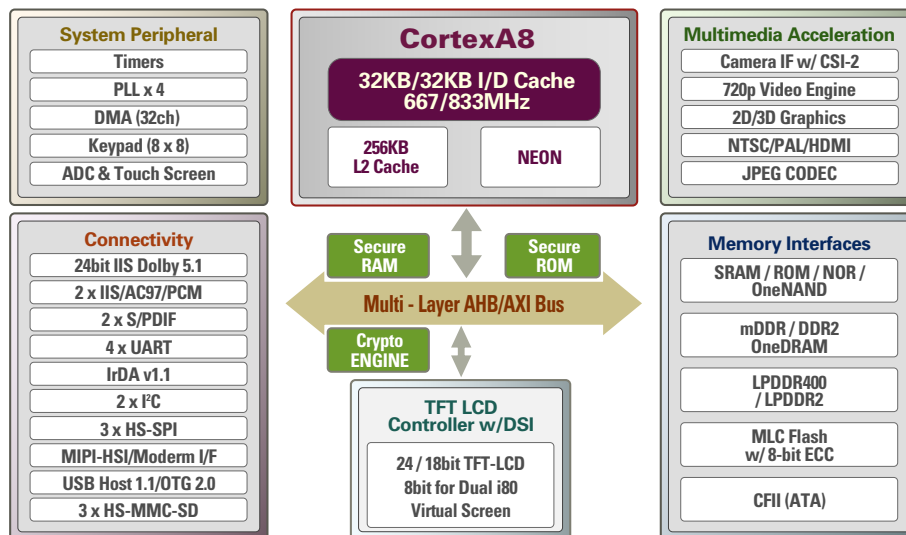 System Peripheral
Timers
PLL x 4
DMA (32ch)
Keypad (8 x 8)
ADC & Touch Screen
CortexA8
32KB/32KB I/D Cache
667/833MHz
256KB
L2 Cache
NEON
Multimedia Acceleration
Camera IF w/ CSI-2
720p Video Engine
2D/3D Graphics
NTSC/PAL/HDMI
JPEG CODEC
Connectivity
24bit IIS Dolby 5.1
2 x IIS/AC97/PCM
2 x S/PDIF
4 x UART
IrDA v1.1
2 x I²C
3 x HS-SPI
MIPI-HSI/Moderm I/F
USB Host 1.1/OTG 2.0
3 x HS-MMC-SD
Secure
RAM
Secure
ROM
Multi - Layer AHB/AXI Bus
Crypto
ENGINE
TFT LCD
Controller w/DSI
24 / 18bit TFT-LCD
8bit for Dual i80
Virtual Screen
Memory Interfaces
SRAM / ROM / NOR /
OneNAND
mDDR / DDR2
OneDRAM
LPDDR400
/ LPDDR2
MLC Flash
w/ 8-bit ECC
CFII (ATA)